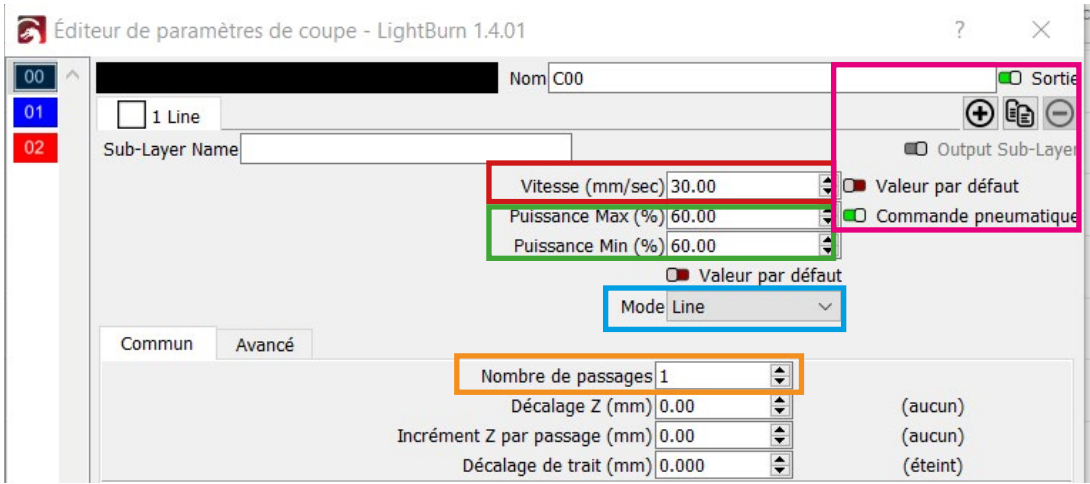 Éditeur de paramètres de coupe - LightBurn 1.4.01 ?
00
Nom C00 Sortie
01
1 Line
02
Sub-Layer Name Output Sub-Layer
Vitesse (mm/sec) 30.00 Valeur par défaut
Puissance Max (%) 60.00 Commande pneumatique
Puissance Min (%) 60.00
Valeur par défaut
Mode Line
Commun Avancé
Nombre de passages 1
Décalage Z (mm) 0.00 (aucun)
Incrément Z par passage (mm) 0.00 (aucun)
Décalage de trait (mm) 0.000 (éteint)